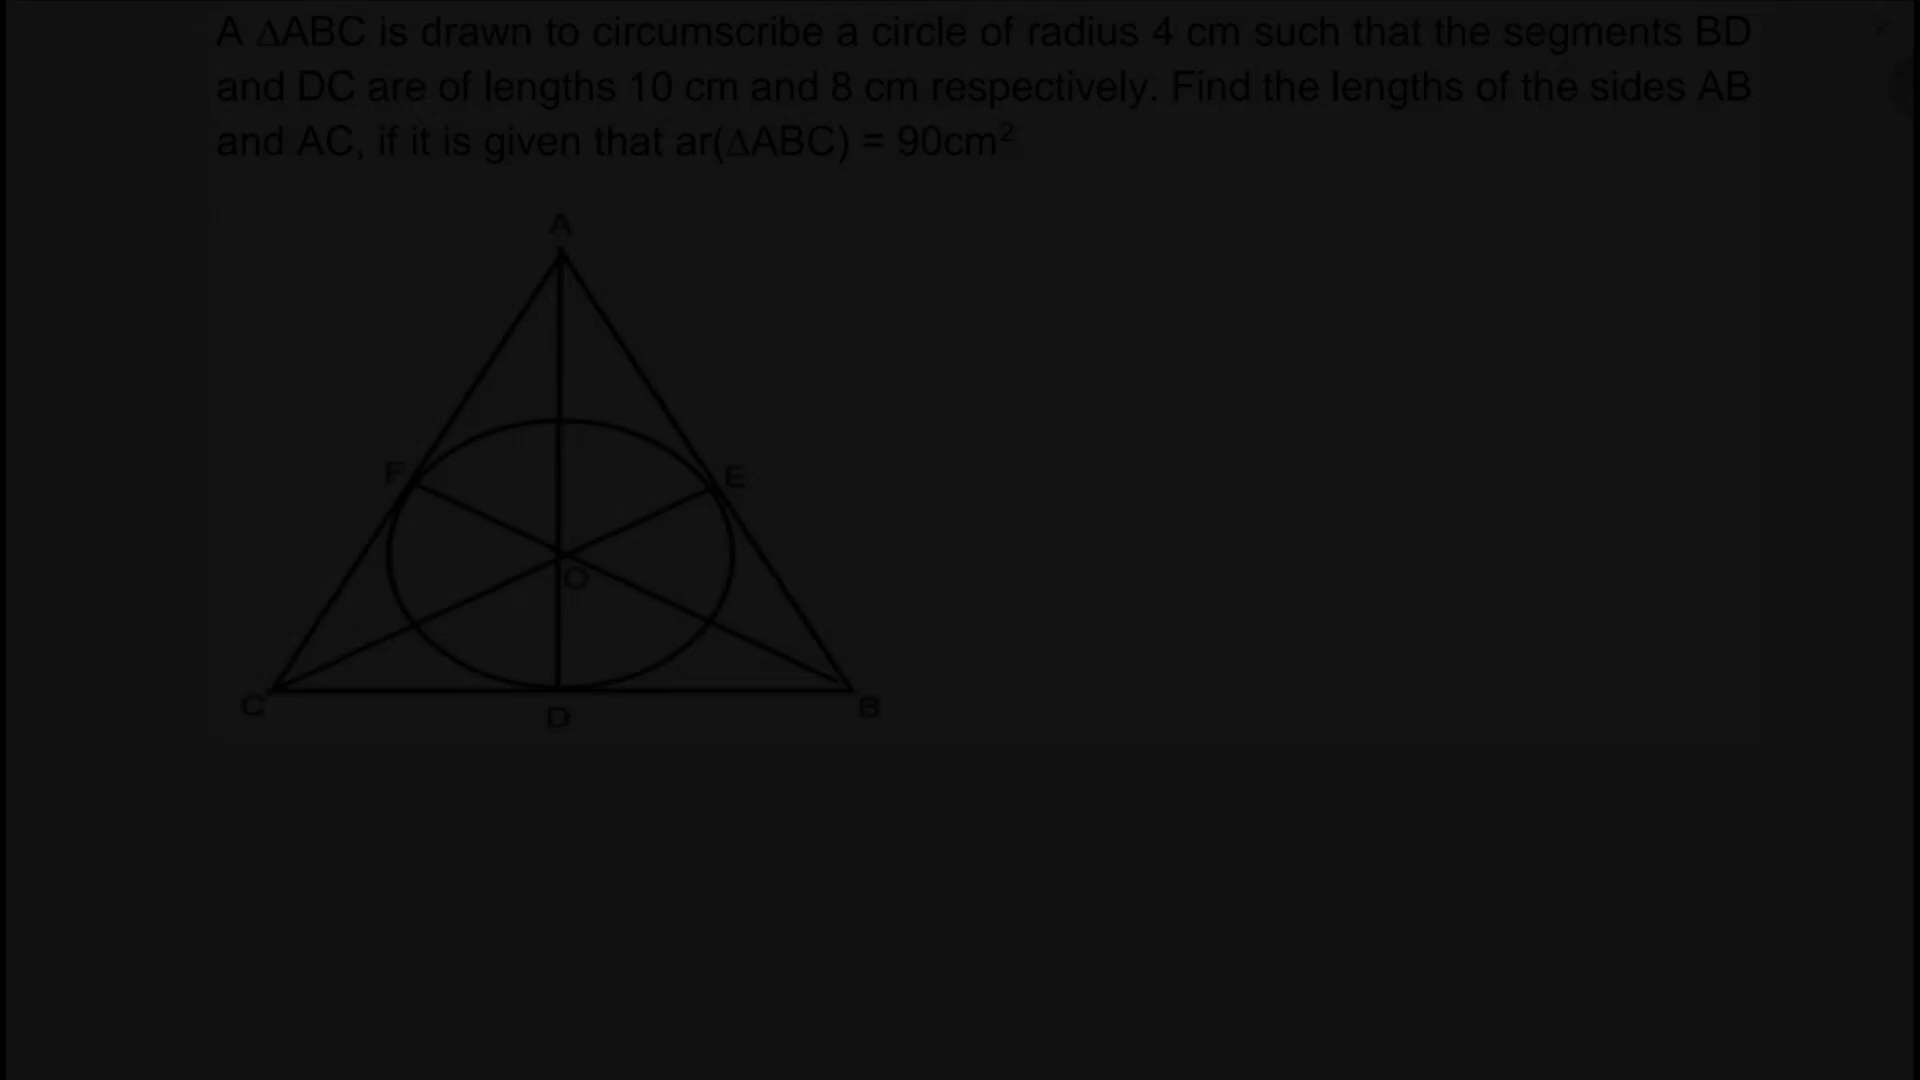 A ∆ABC is drawn to circumscribe a circle of radius 4 cm such that the segments BD
and DC are of lengths 10 cm and 8 cm respectively. Find the lengths of the sides AB
and AC, if it is given that ar(∆ABC) = 90cm²
A
F
E
O
C
D
B